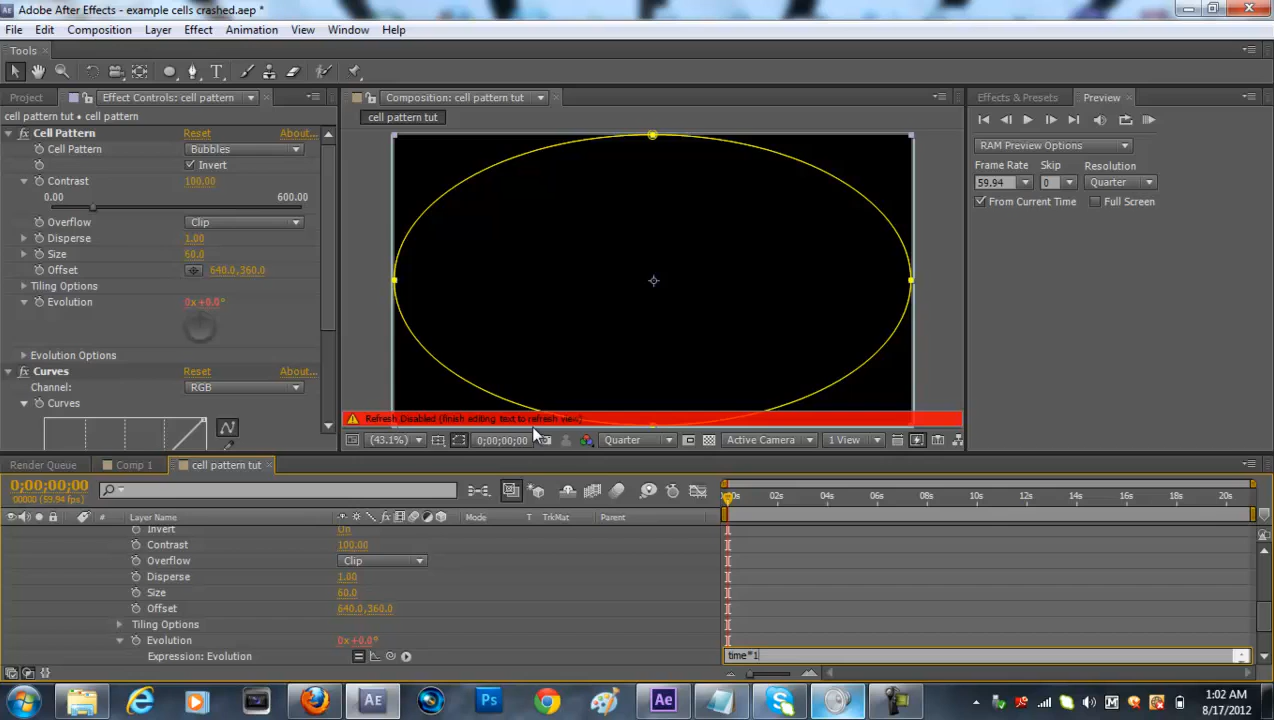 Adobe After Effects - example cells crashed.aep *
File Edit Composition Layer Effect Animation View Window Help
Tools
Project Effect Controls: cell pattern Composition: cell pattern tut Effects & Presets Preview
cell pattern tut • cell pattern cell pattern tut
Cell Pattern Reset About...
Cell Pattern Bubbles
Invert
Contrast 100.00
0.00 600.00
Overflow Clip
Disperse 1.00
Size 60.0
Offset 640.0,360.0
Tiling Options
Evolution 0x +0.0°
Evolution Options
Curves Reset About...
Channel: RGB
Curves
RAM Preview Options
Frame Rate Skip Resolution
59.94 0 Quarter
From Current Time Full Screen
Refresh Disabled (finish editing text to refresh view)
(43.1%) 0;00;00;00 Quarter Active Camera 1 View
Render Queue Comp 1 cell pattern tut
0;00;00;00
00000 (59.94 fps)
02s 04s 06s 08s 10s 12s 14s 16s 18s 20s
# Layer Name Mode T TrkMat Parent
Invert On
Contrast 100.00
Overflow Clip
Disperse 1.00
Size 60.0
Offset 640.0,360.0
Tiling Options
Evolution 0x +0.0°
Expression: Evolution time*1
1:02 AM
8/17/2012